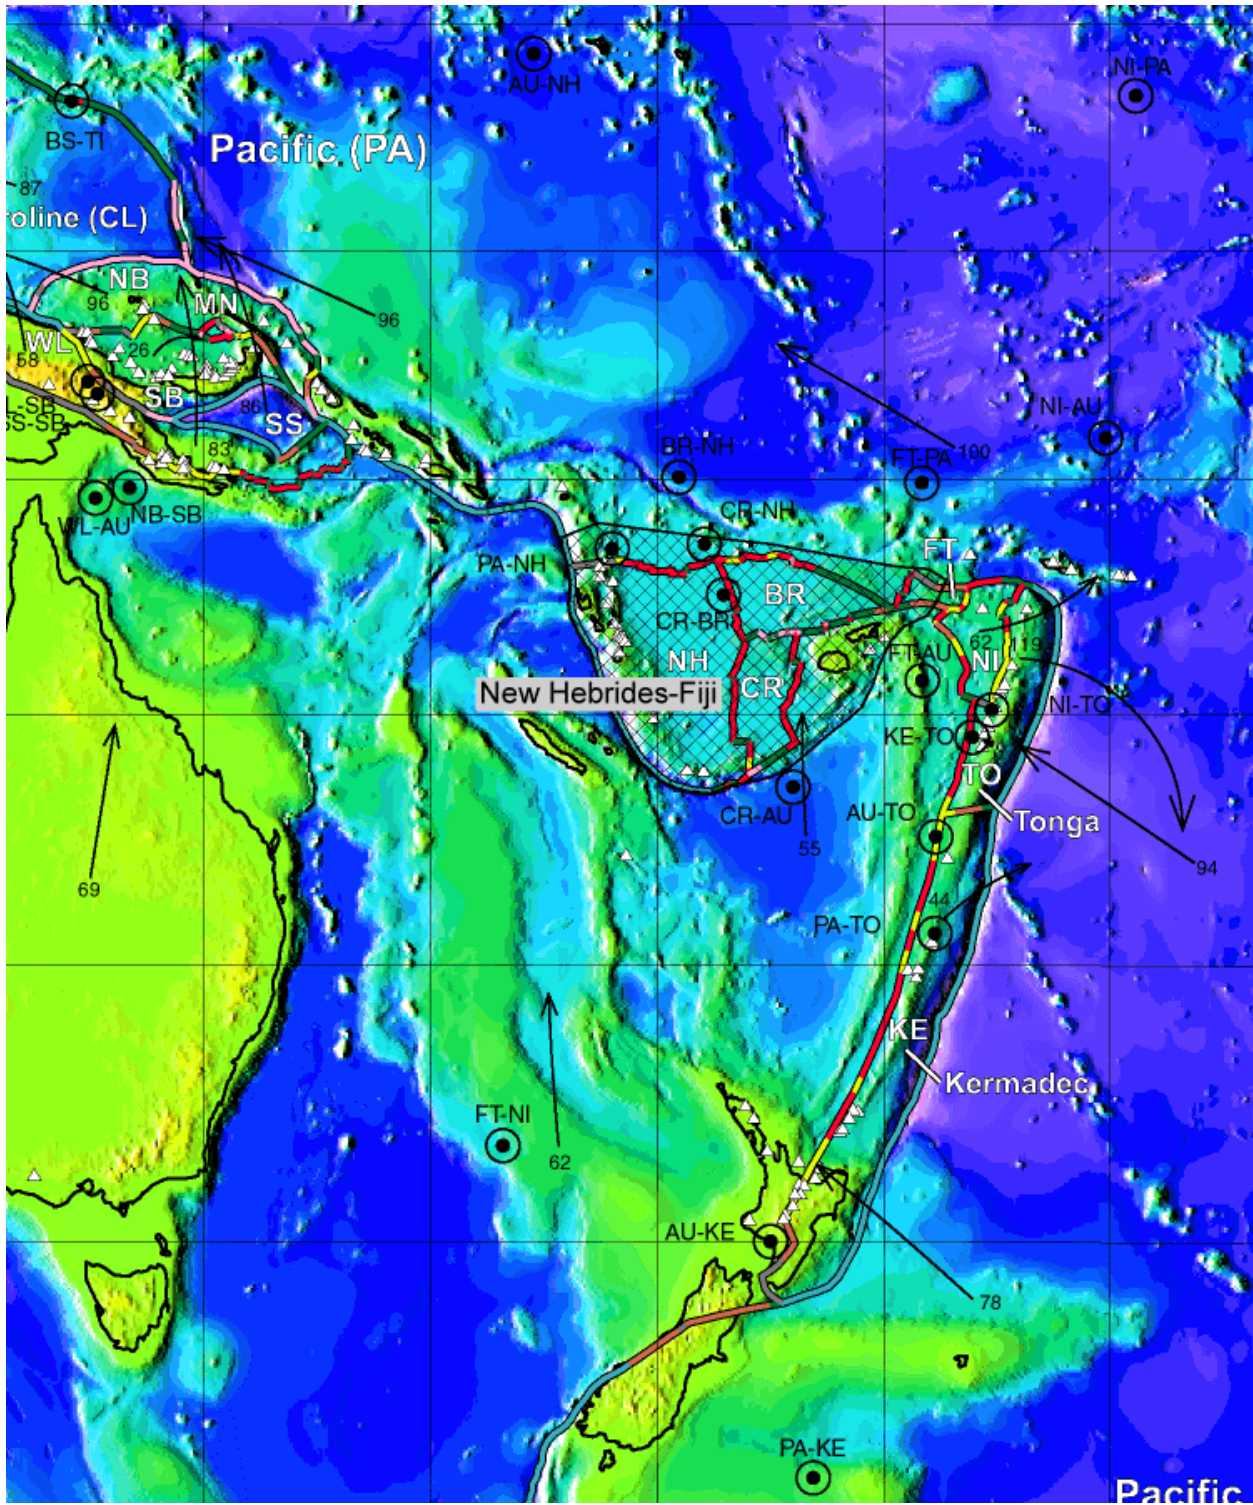 AU-NH
NI-PA
BS-TI
Pacific (PA)
87
roline (CL)
NB
MN
96
96
WL
26
58
SB
86
SS
L-SB
SS-SB
83
NI-AU
BR-NH
FT-PA
100
WL-AU
NB-SB
CR-NH
PA-NH
FT
BR
CR-BR
62
119
NH
FT-AU
NI
CR
New Hebrides-Fiji
NI-TO
KE-TO
TO
CR-AU
AU-TO
Tonga
55
94
69
44
PA-TO
KE
Kermadec
FT-NI
62
AU-KE
78
PA-KE
Pacific